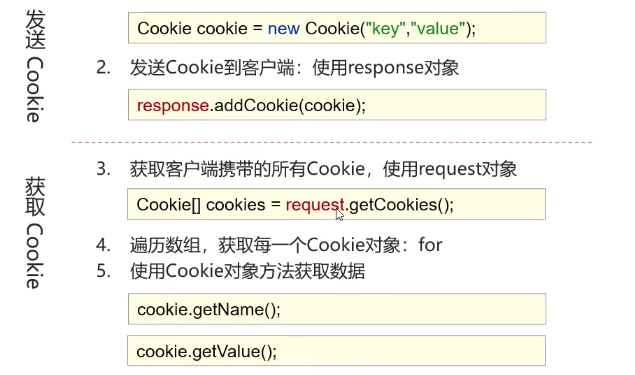 发送 Cookie
Cookie cookie = new Cookie("key","value");
2. 发送Cookie到客户端：使用response对象
response.addCookie(cookie);
获取 Cookie
3. 获取客户端携带的所有Cookie，使用request对象
Cookie[] cookies = request.getCookies();
4. 遍历数组，获取每一个Cookie对象：for
5. 使用Cookie对象方法获取数据
cookie.getName();
cookie.getValue();